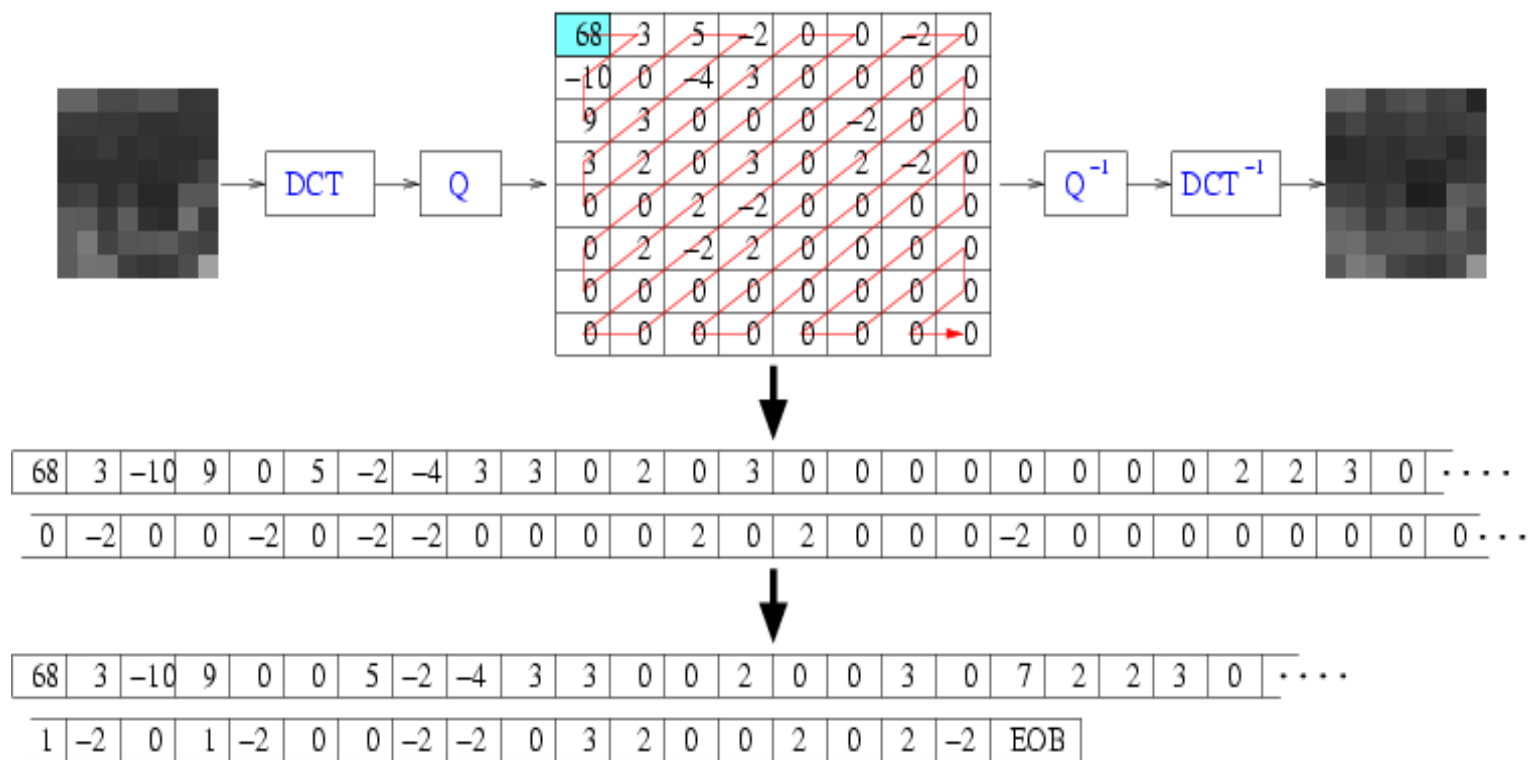 68 3 5 –2 0 0 –2 0
–10 0 –4 3 0 0 0 0
9 3 0 0 0 –2 0 0
3 2 0 3 0 2 –2 0
0 0 2 –2 0 0 0 0
0 2 –2 2 0 0 0 0
0 0 0 0 0 0 0 0
0 0 0 0 0 0 0 0
DCT
Q
Q⁻¹
DCT⁻¹
68 3 –10 9 0 5 –2 –4 3 3 0 2 0 3 0 0 0 0 0 0 0 0 2 2 3 0 ....
0 –2 0 0 –2 0 –2 –2 0 0 0 0 2 0 2 0 0 0 –2 0 0 0 0 0 0 0 0 ...
68 3 –10 9 0 0 5 –2 –4 3 3 0 0 2 0 0 3 0 7 2 2 3 0 ....
1 –2 0 1 –2 0 0 –2 –2 0 3 2 0 0 2 0 2 –2 EOB